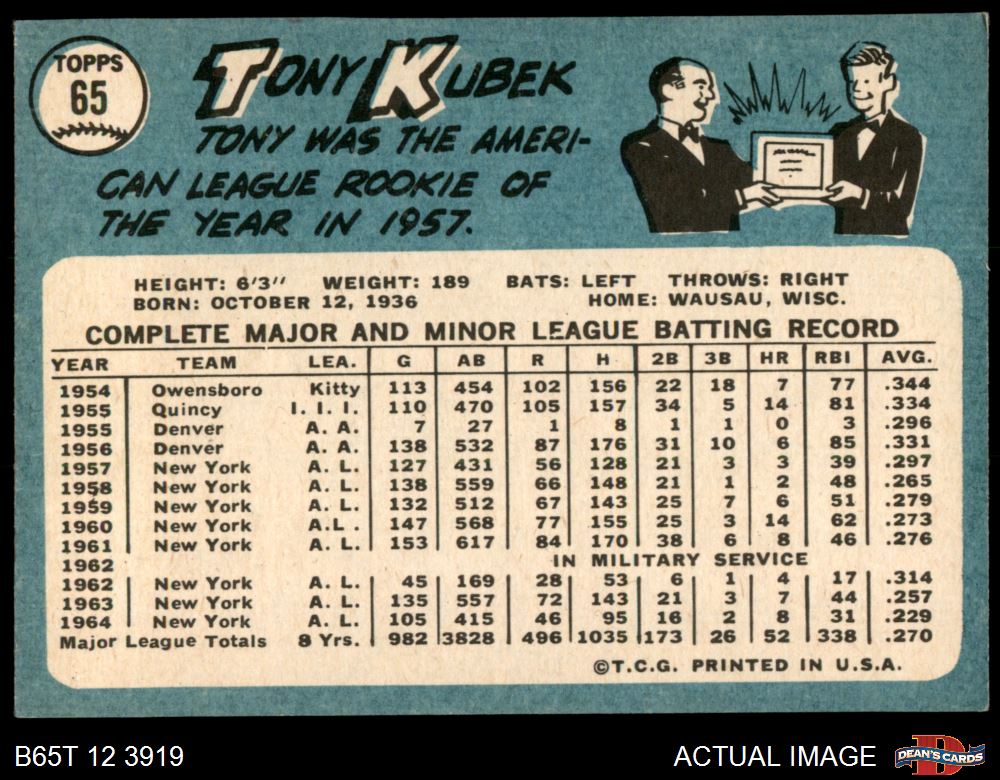 TOPPS
65
TONY KUBEK
TONY WAS THE AMERI-
CAN LEAGUE ROOKIE OF
THE YEAR IN 1957.
HEIGHT: 6'3" WEIGHT: 189 BATS: LEFT THROWS: RIGHT
BORN: OCTOBER 12, 1936 HOME: WAUSAU, WISC.
COMPLETE MAJOR AND MINOR LEAGUE BATTING RECORD
YEAR TEAM LEA. G AB R H 2B 3B HR RBI AVG.
1954 Owensboro Kitty 113 454 102 156 22 18 7 77 .344
1955 Quincy I. I. I. 110 470 105 157 34 5 14 81 .334
1955 Denver A. A. 7 27 1 8 1 1 0 3 .296
1956 Denver A. A. 138 532 87 176 31 10 6 85 .331
1957 New York A. L. 127 431 56 128 21 3 3 39 .297
1958 New York A. L. 138 559 66 148 21 1 2 48 .265
1959 New York A. L. 132 512 67 143 25 7 6 51 .279
1960 New York A.L. 147 568 77 155 25 3 14 62 .273
1961 New York A. L. 153 617 84 170 38 6 8 46 .276
1962 IN MILITARY SERVICE
1962 New York A. L. 45 169 28 53 6 1 4 17 .314
1963 New York A. L. 135 557 72 143 21 3 7 44 .257
1964 New York A. L. 105 415 46 95 16 2 8 31 .229
Major League Totals 8 Yrs. 982 3828 496 1035 173 26 52 338 .270
©T.C.G. PRINTED IN U.S.A.
B65T 12 3919 ACTUAL IMAGE DEAN'S CARDS